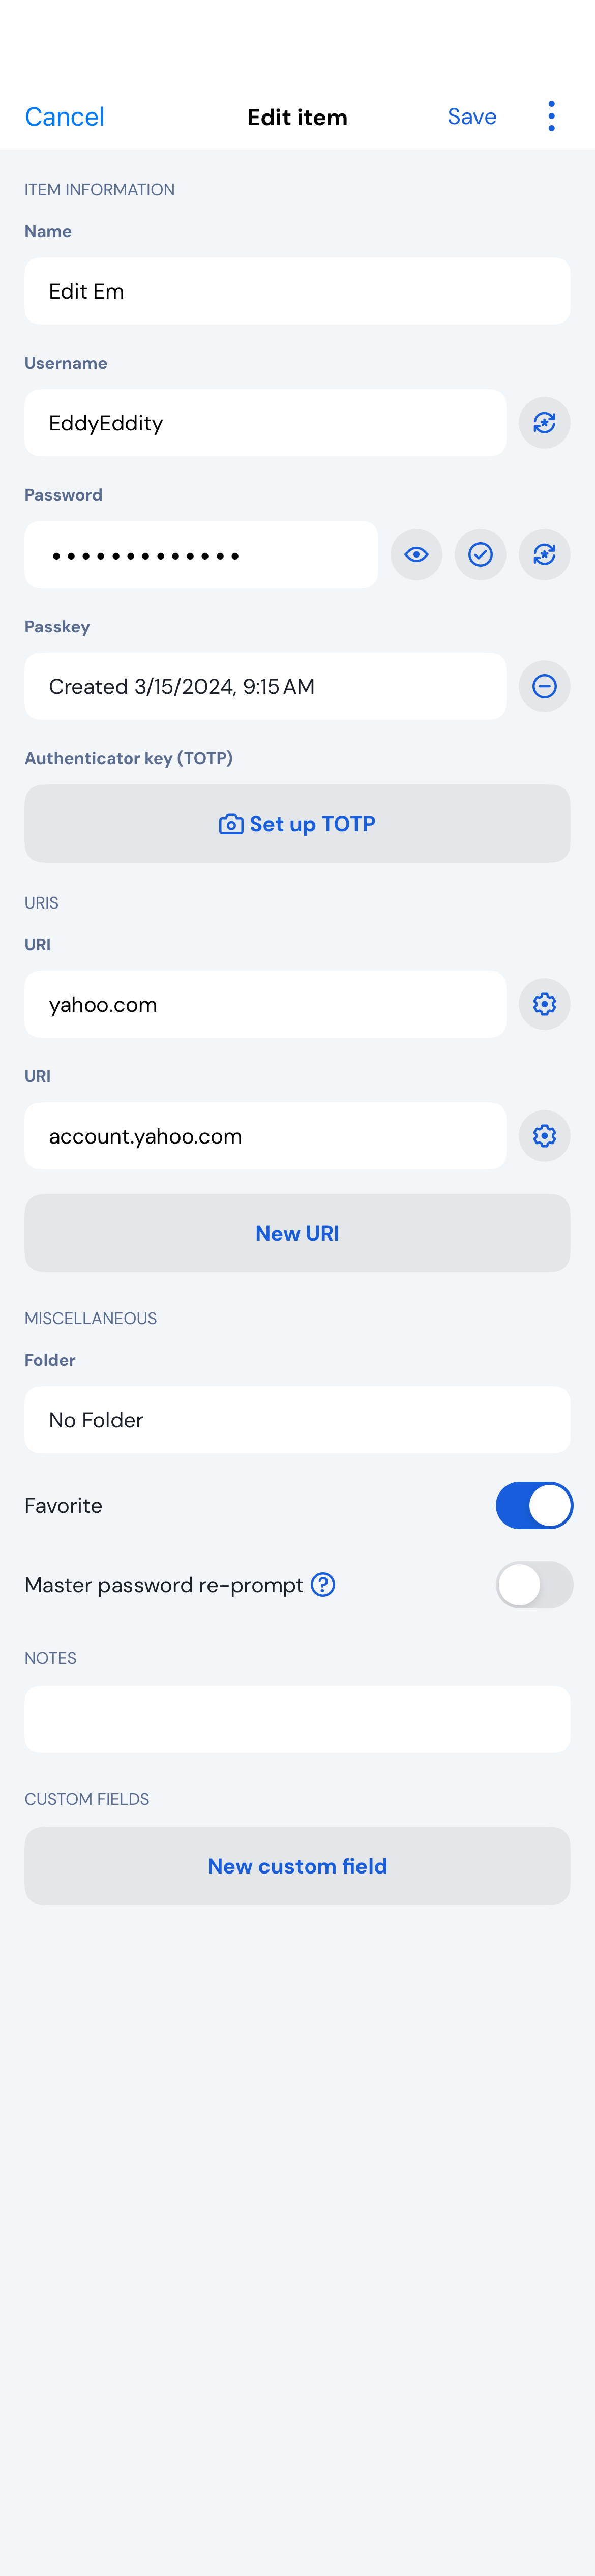 Cancel Edit item Save
ITEM INFORMATION
Name
Edit Em
Username
EddyEddity
Password
•••••••••••••
Passkey
Created 3/15/2024, 9:15 AM
Authenticator key (TOTP)
Set up TOTP
URIS
URI
yahoo.com
URI
account.yahoo.com
New URI
MISCELLANEOUS
Folder
No Folder
Favorite
Master password re-prompt ?
NOTES
CUSTOM FIELDS
New custom field